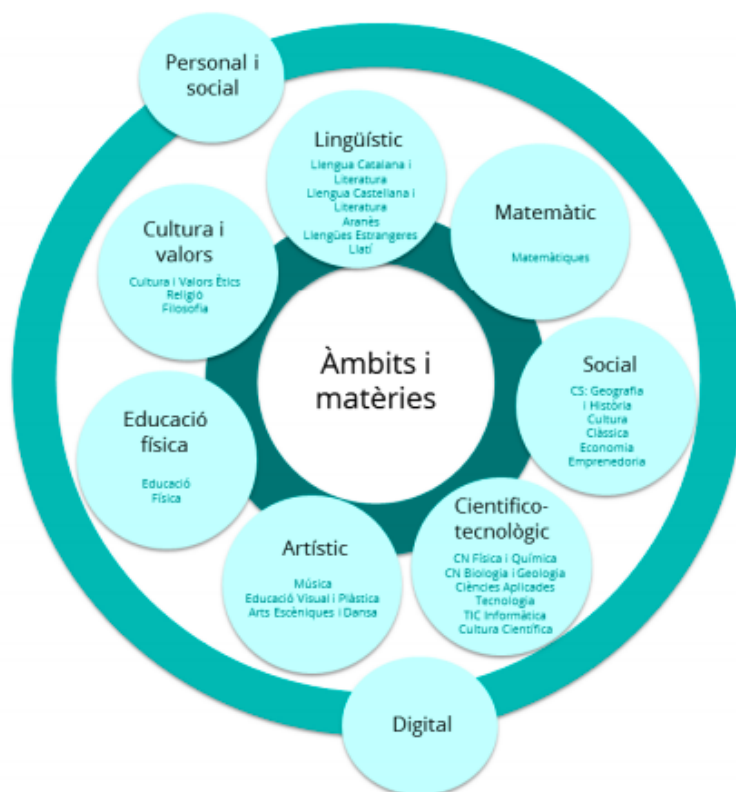 Personal i
social
Lingüístic
Llengua Catalana i
Literatura
Llengua Castellana i
Literatura
Aranès
Llengües Estrangeres
Llatí
Matemàtic
Matemàtiques
Cultura i
valors
Cultura i Valors Ètics
Religió
Filosofia
Àmbits i
matèries
Social
CS: Geografia
i Història
Cultura
Clàssica
Economia
Emprenedoria
Educació
física
Educació
Física
Cientifico-
tecnològic
CN Física i Química
CN Biologia i Geologia
Ciències Aplicades
Tecnologia
TIC Informàtica
Cultura Científica
Artístic
Música
Educació Visual i Plàstica
Arts Escèniques i Dansa
Digital